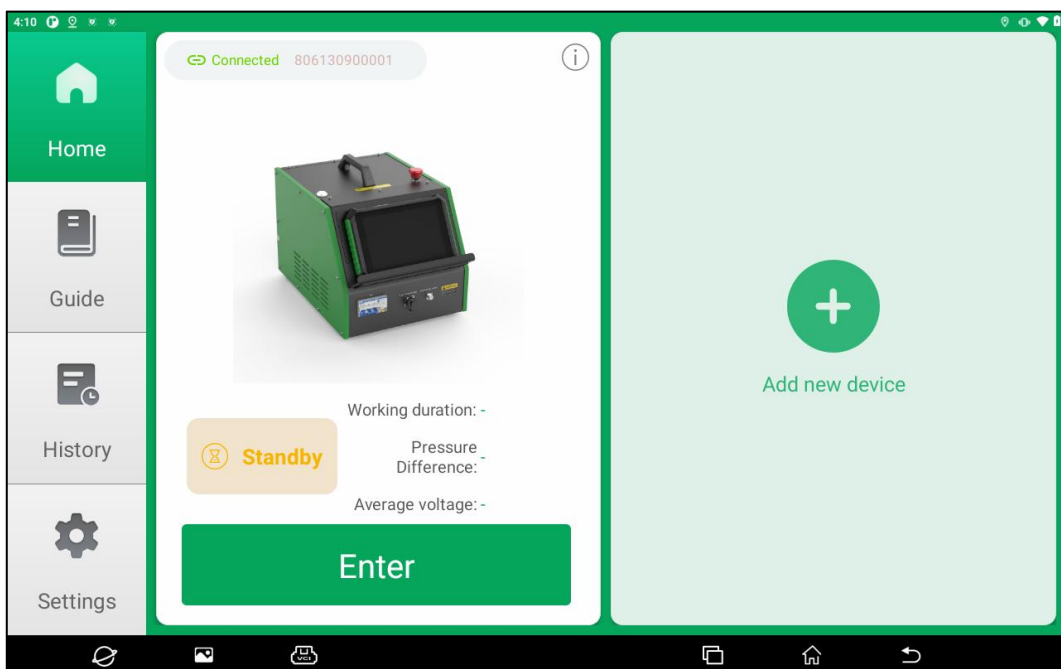 4:10
Connected 806130900001
Home
Guide
History
Settings
Working duration: -
Pressure
Difference: -
Standby
Average voltage: -
Enter
Add new device
VCI